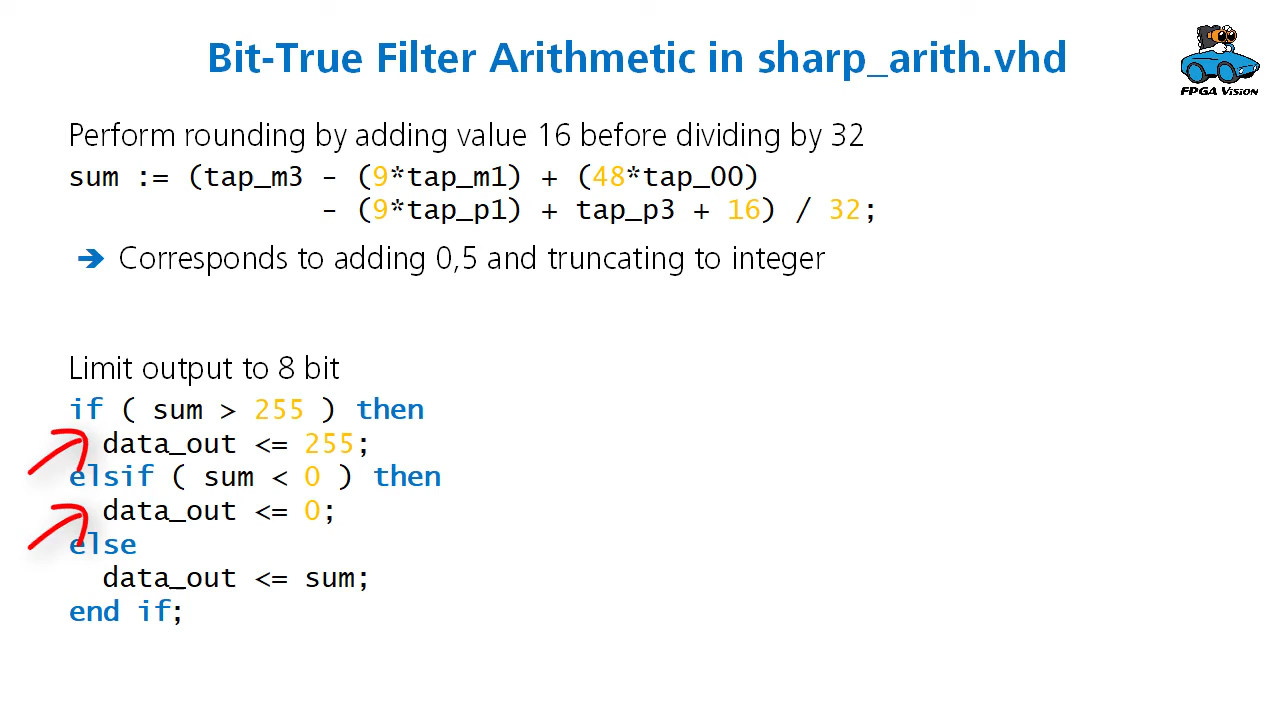 Bit-True Filter Arithmetic in sharp_arith.vhd
FPGA Vision
Perform rounding by adding value 16 before dividing by 32
sum := (tap_m3 - (9*tap_m1) + (48*tap_00)
- (9*tap_p1) + tap_p3 + 16) / 32;
➔ Corresponds to adding 0,5 and truncating to integer
Limit output to 8 bit
if ( sum > 255 ) then
data_out <= 255;
elsif ( sum < 0 ) then
data_out <= 0;
else
data_out <= sum;
end if;